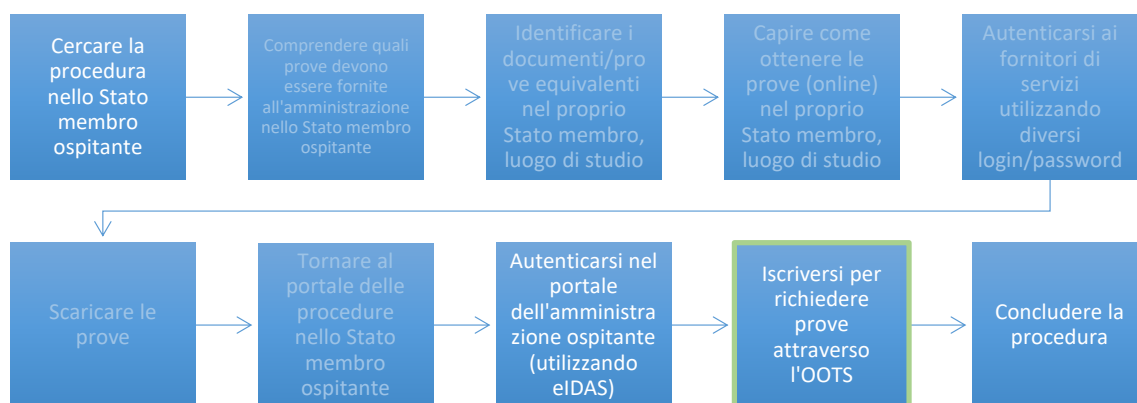 Cercare la
procedura
nello Stato
membro
ospitante
Comprendere quali
prove devono
essere fornite
all'amministrazione
nello Stato membro
ospitante
Identificare i
documenti/pro
ve equivalenti
nel proprio
Stato membro,
luogo di studio
Capire come
ottenere le
prove (online)
nel proprio
Stato membro,
luogo di studio
Autenticarsi ai
fornitori di
servizi
utilizzando
diversi
login/password
Scaricare le
prove
Tornare al
portale delle
procedure
nello Stato
membro
ospitante
Autenticarsi nel
portale
dell'amministra
zione ospitante
(utilizzando
eIDAS)
Iscriversi per
richiedere
prove
attraverso
l'OOTS
Concludere la
procedura